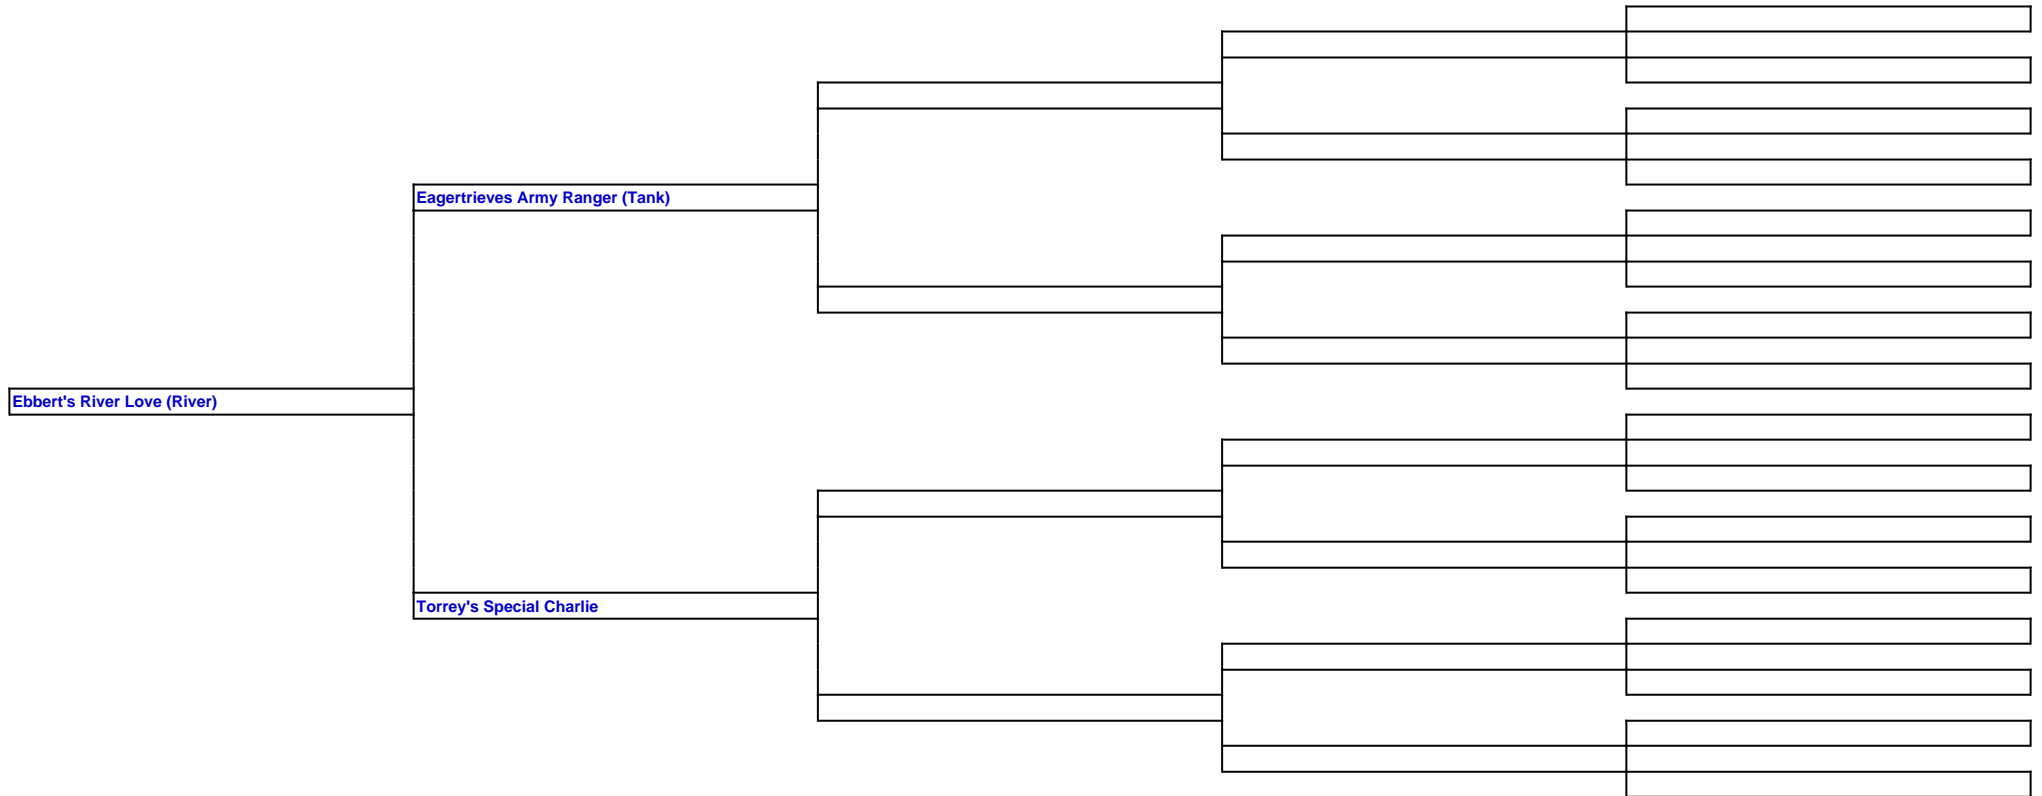 Eagertrieves Army Ranger (Tank)
Ebbert's River Love (River)
Torrey's Special Charlie